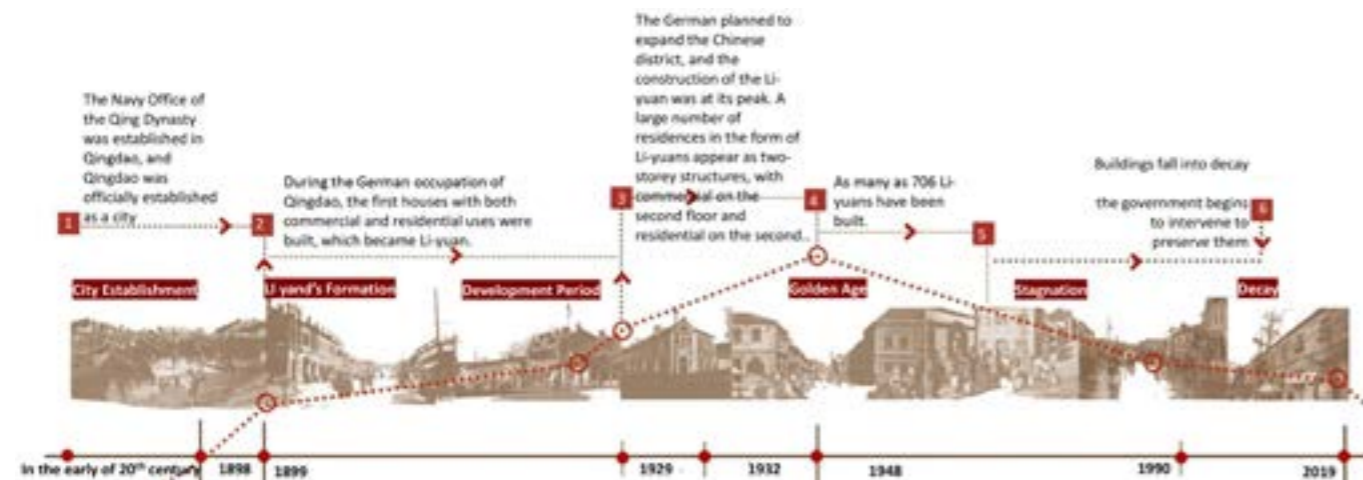 The Navy Office of
the Qing Dynasty
was established in
Qingdao, and
Qingdao was
officially established
as a city
1
2
During the German occupation of
Qingdao, the first houses with both
commercial and residential uses were
built, which became Li-yuan.
3
The German planned to
expand the Chinese
district, and the
construction of the Li-
yuan was at its peak. A
large number of
residences in the form of
Li-yuans appear as two-
storey structures, with
commercial on the
second floor and
residential on the second..
4
As many as 706 Li-
yuans have been
built.
5
Buildings fall into decay
the government begins
to intervene to
preserve them
6
City Establishment
Li yand's Formation
Development Period
Golden Age
Stagnation
Decay
In the early of 20th century
1898
1899
1929
1932
1948
1990
2019